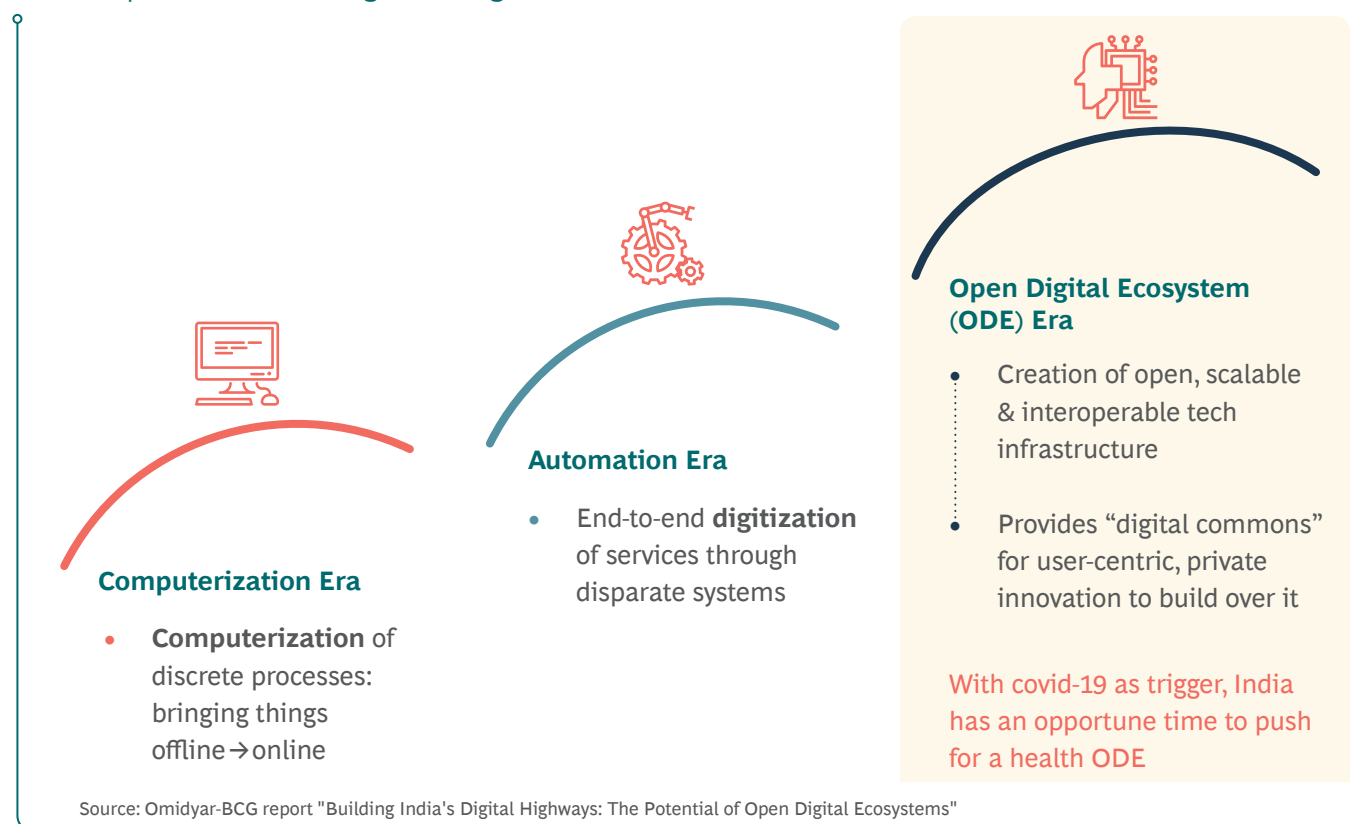 Computerization Era
• Computerization of
discrete processes:
bringing things
offline→online
Automation Era
• End-to-end digitization
of services through
disparate systems
Open Digital Ecosystem
(ODE) Era
• Creation of open, scalable
& interoperable tech
infrastructure
• Provides “digital commons”
for user-centric, private
innovation to build over it
With covid-19 as trigger, India
has an opportune time to push
for a health ODE
Source: Omidyar-BCG report "Building India's Digital Highways: The Potential of Open Digital Ecosystems"